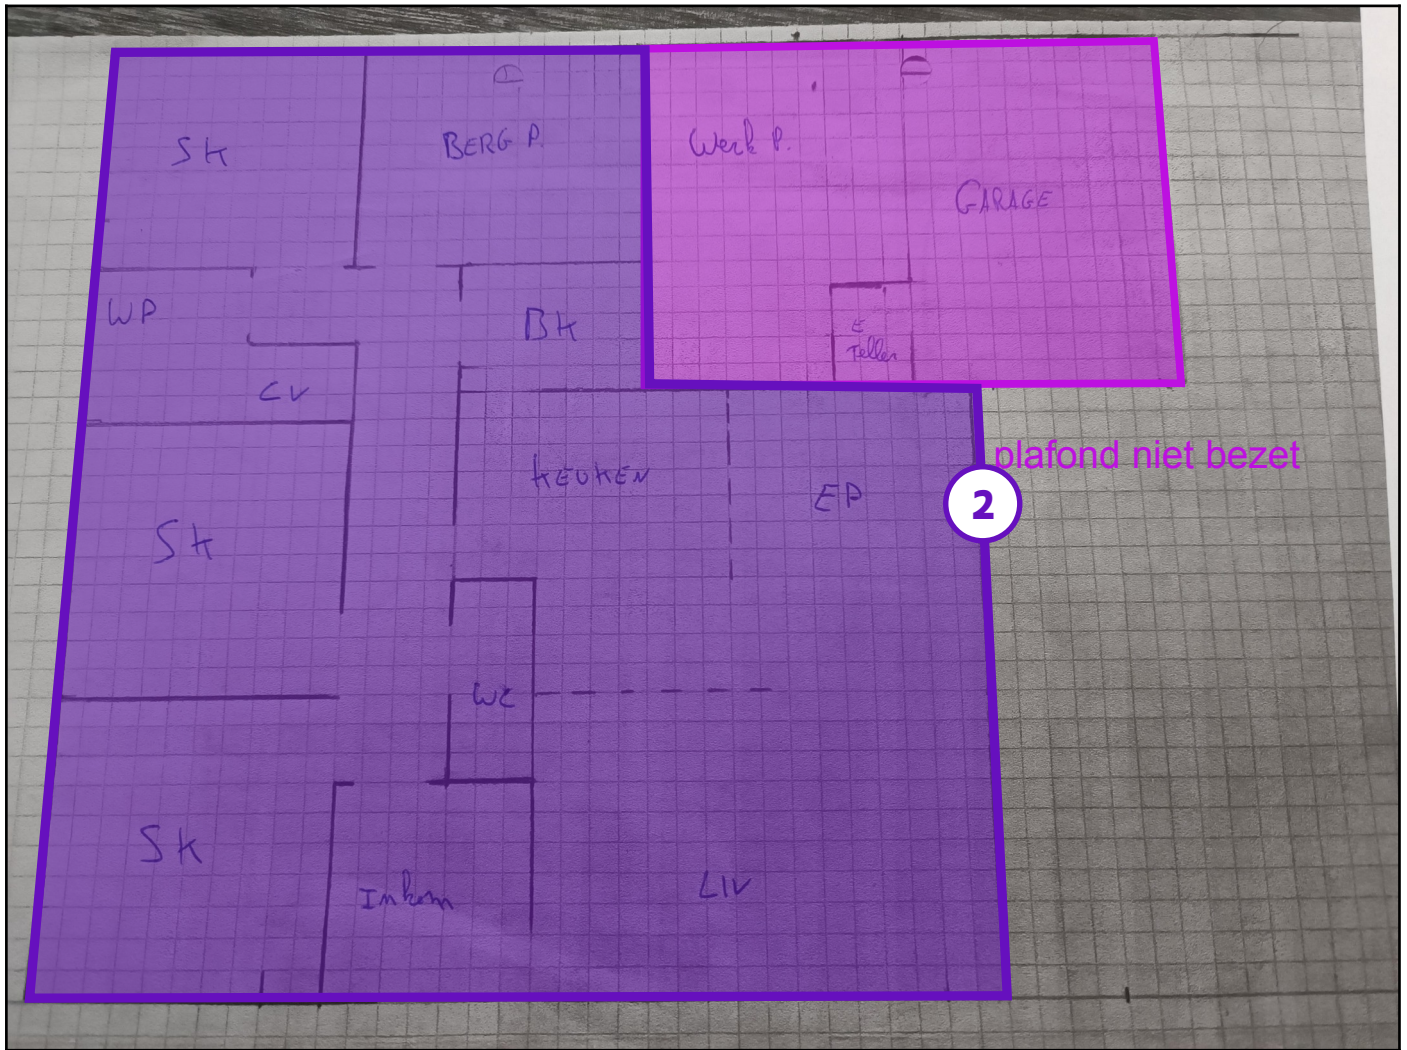 SK
BERG P.
Werk P.
GARAGE
WP
BK
E
Teller
CV
plafond niet bezet
KEUKEN
EP
2
SK
WC
SK
Inkom
LIV